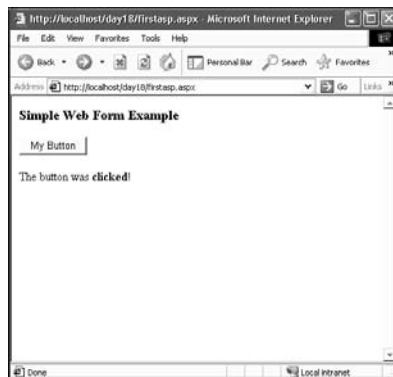 http://localhost/day18/firstasp.aspx - Microsoft Internet Explorer
File Edit View Favorites Tools Help
Back Personal Bar Search Favorites
Address http://localhost/day18/firstasp.aspx Go Links
Simple Web Form Example
My Button
The button was clicked!
Done Local intranet